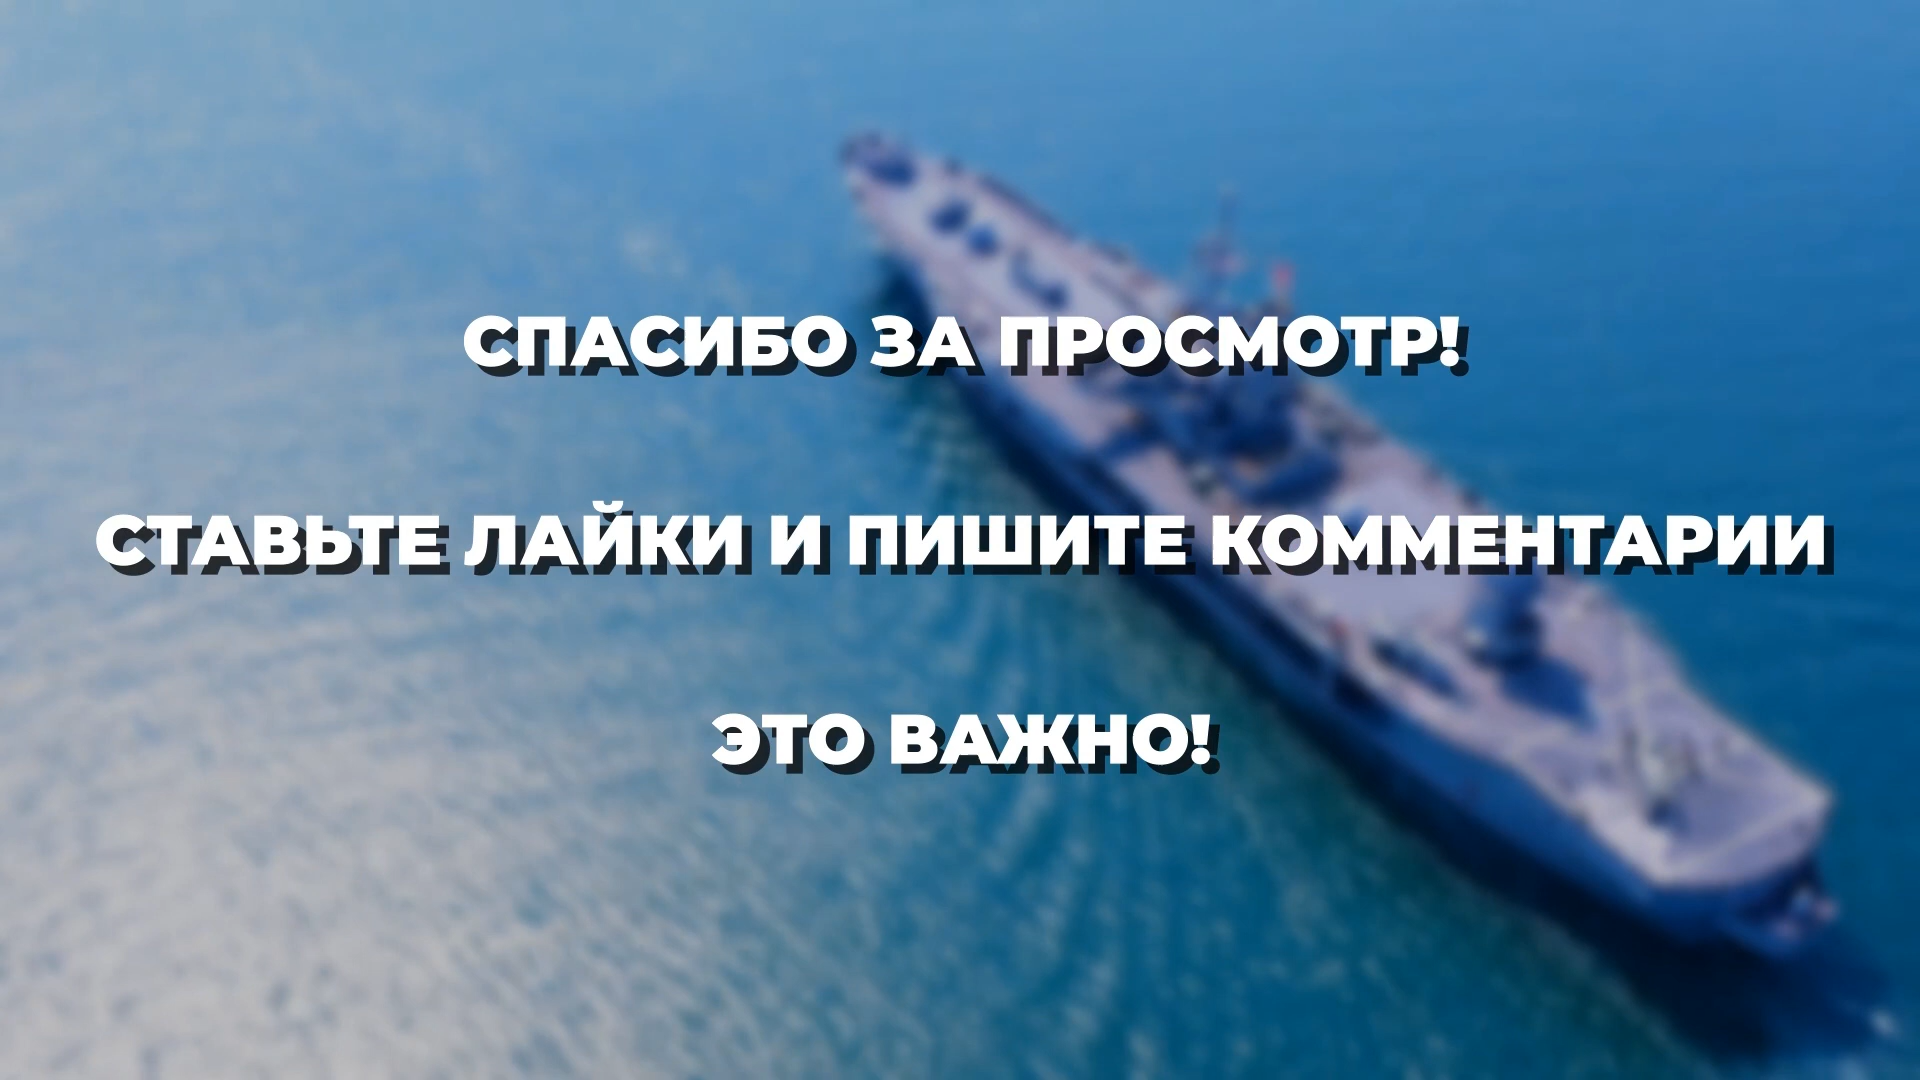 СПАСИБО ЗА ПРОСМОТР!
СТАВЬТЕ ЛАЙКИ И ПИШИТЕ КОММЕНТАРИИ
ЭТО ВАЖНО!